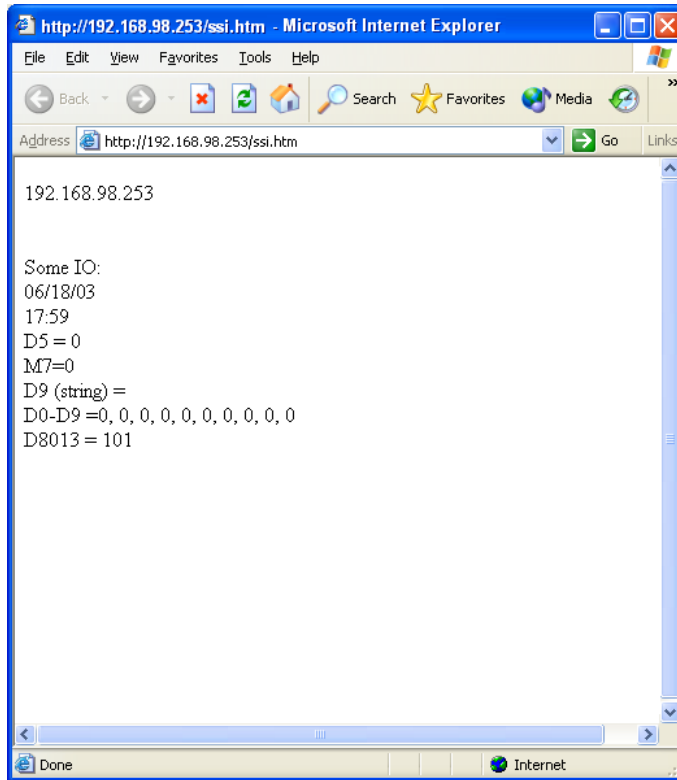 http://192.168.98.253/ssi.htm - Microsoft Internet Explorer
File Edit View Favorites Tools Help
Back Search Favorites Media »
Address http://192.168.98.253/ssi.htm Go Links
192.168.98.253
Some IO:
06/18/03
17:59
D5 = 0
M7=0
D9 (string) =
D0-D9 =0, 0, 0, 0, 0, 0, 0, 0, 0, 0
D8013 = 101
Done Internet